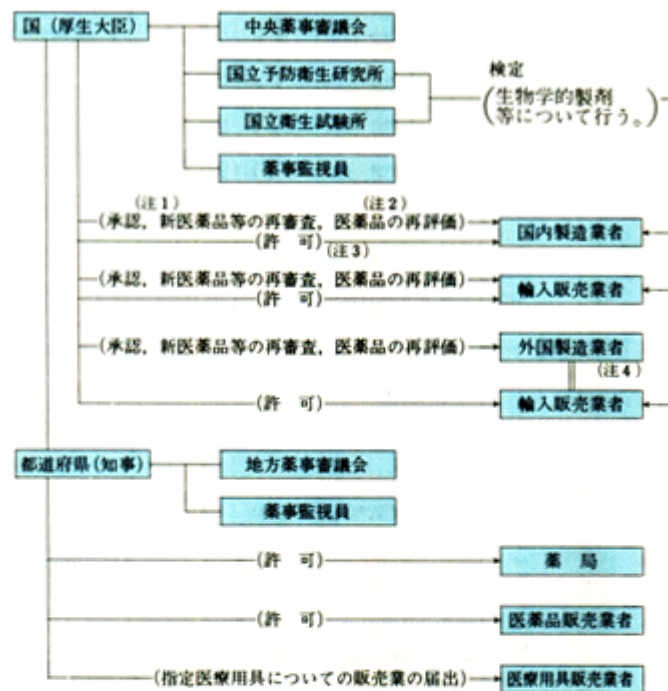 国(厚生大臣)
中央薬事審議会
国立予防衛生研究所
国立衛生試験所
薬事監視員
検定
(生物学的製剤
等について行う。)
(注1)
(注2)
(承認,新医薬品等の再審査,医薬品の再評価)
(許 可)
(注3)
国内製造業者
(承認,新医薬品等の再審査,医薬品の再評価)
(許 可)
輸入販売業者
(承認,新医薬品等の再審査,医薬品の再評価)
外国製造業者
(注4)
(許 可)
輸入販売業者
都道府県(知事)
地方薬事審議会
薬事監視員
(許 可)
薬 局
(許 可)
医薬品販売業者
(指定医療用具についての販売業の届出)
医療用具販売業者